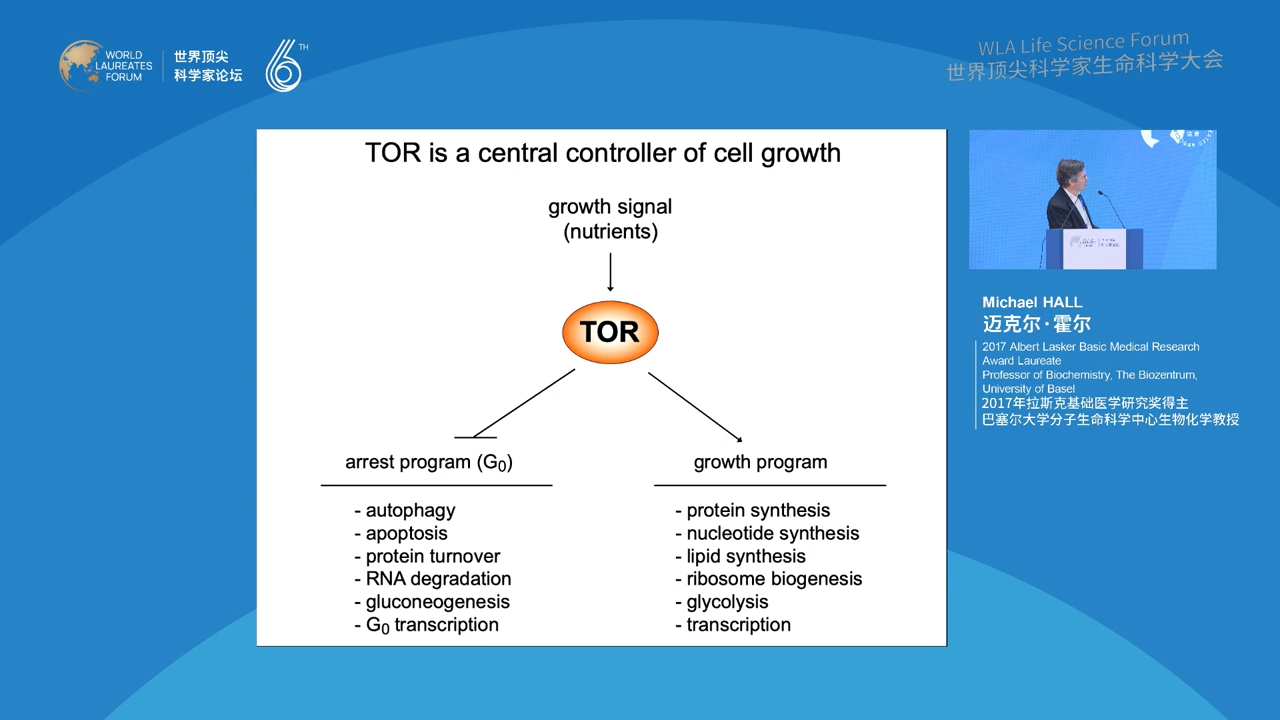 WORLD
LAUREATES
FORUM
世界顶尖
科学家论坛
6TH
WLA Life Science Forum
世界顶尖科学家生命科学大会
TOR is a central controller of cell growth
growth signal
(nutrients)
TOR
arrest program (G0)
- autophagy
- apoptosis
- protein turnover
- RNA degradation
- gluconeogenesis
- G0 transcription
growth program
- protein synthesis
- nucleotide synthesis
- lipid synthesis
- ribosome biogenesis
- glycolysis
- transcription
Michael HALL
迈克尔·霍尔
2017 Albert Lasker Basic Medical Research
Award Laureate
Professor of Biochemistry, The Biozentrum,
University of Basel
2017年拉斯克基础医学研究奖得主
巴塞尔大学分子生命科学中心生物化学教授